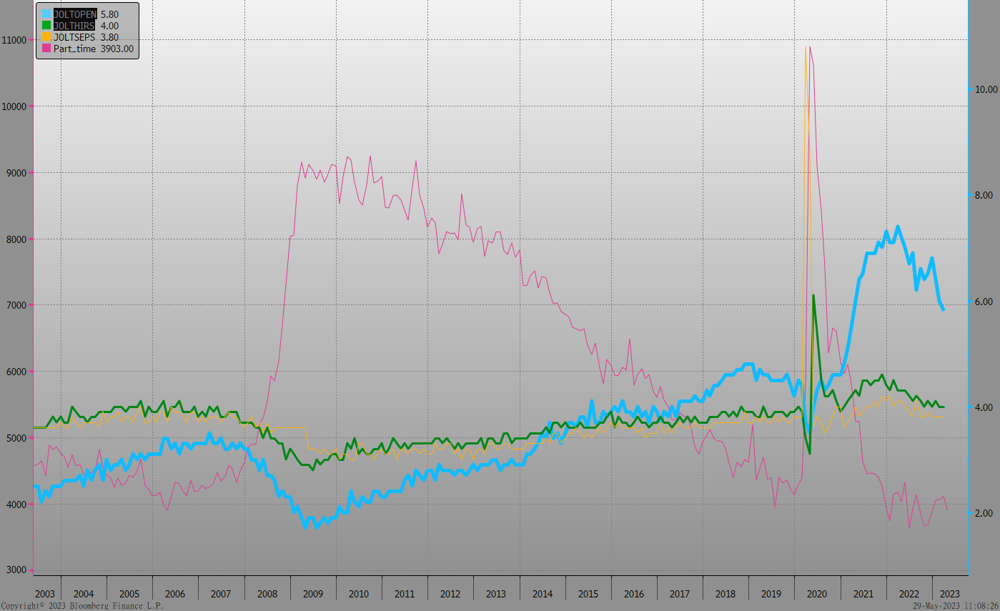 JOLTOPEN 5.80
JOLTHIRS 4.00
JOLTSEPS 3.80
Part_time 3903.00
11000
10000
9000
8000
7000
6000
5000
4000
3000
10.00
8.00
6.00
4.00
2.00
2003 2004 2005 2006 2007 2008 2009 2010 2011 2012 2013 2014 2015 2016 2017 2018 2019 2020 2021 2022 2023
Copyright© 2023 Bloomberg Finance L.P. 29-May-2023 11:08:26